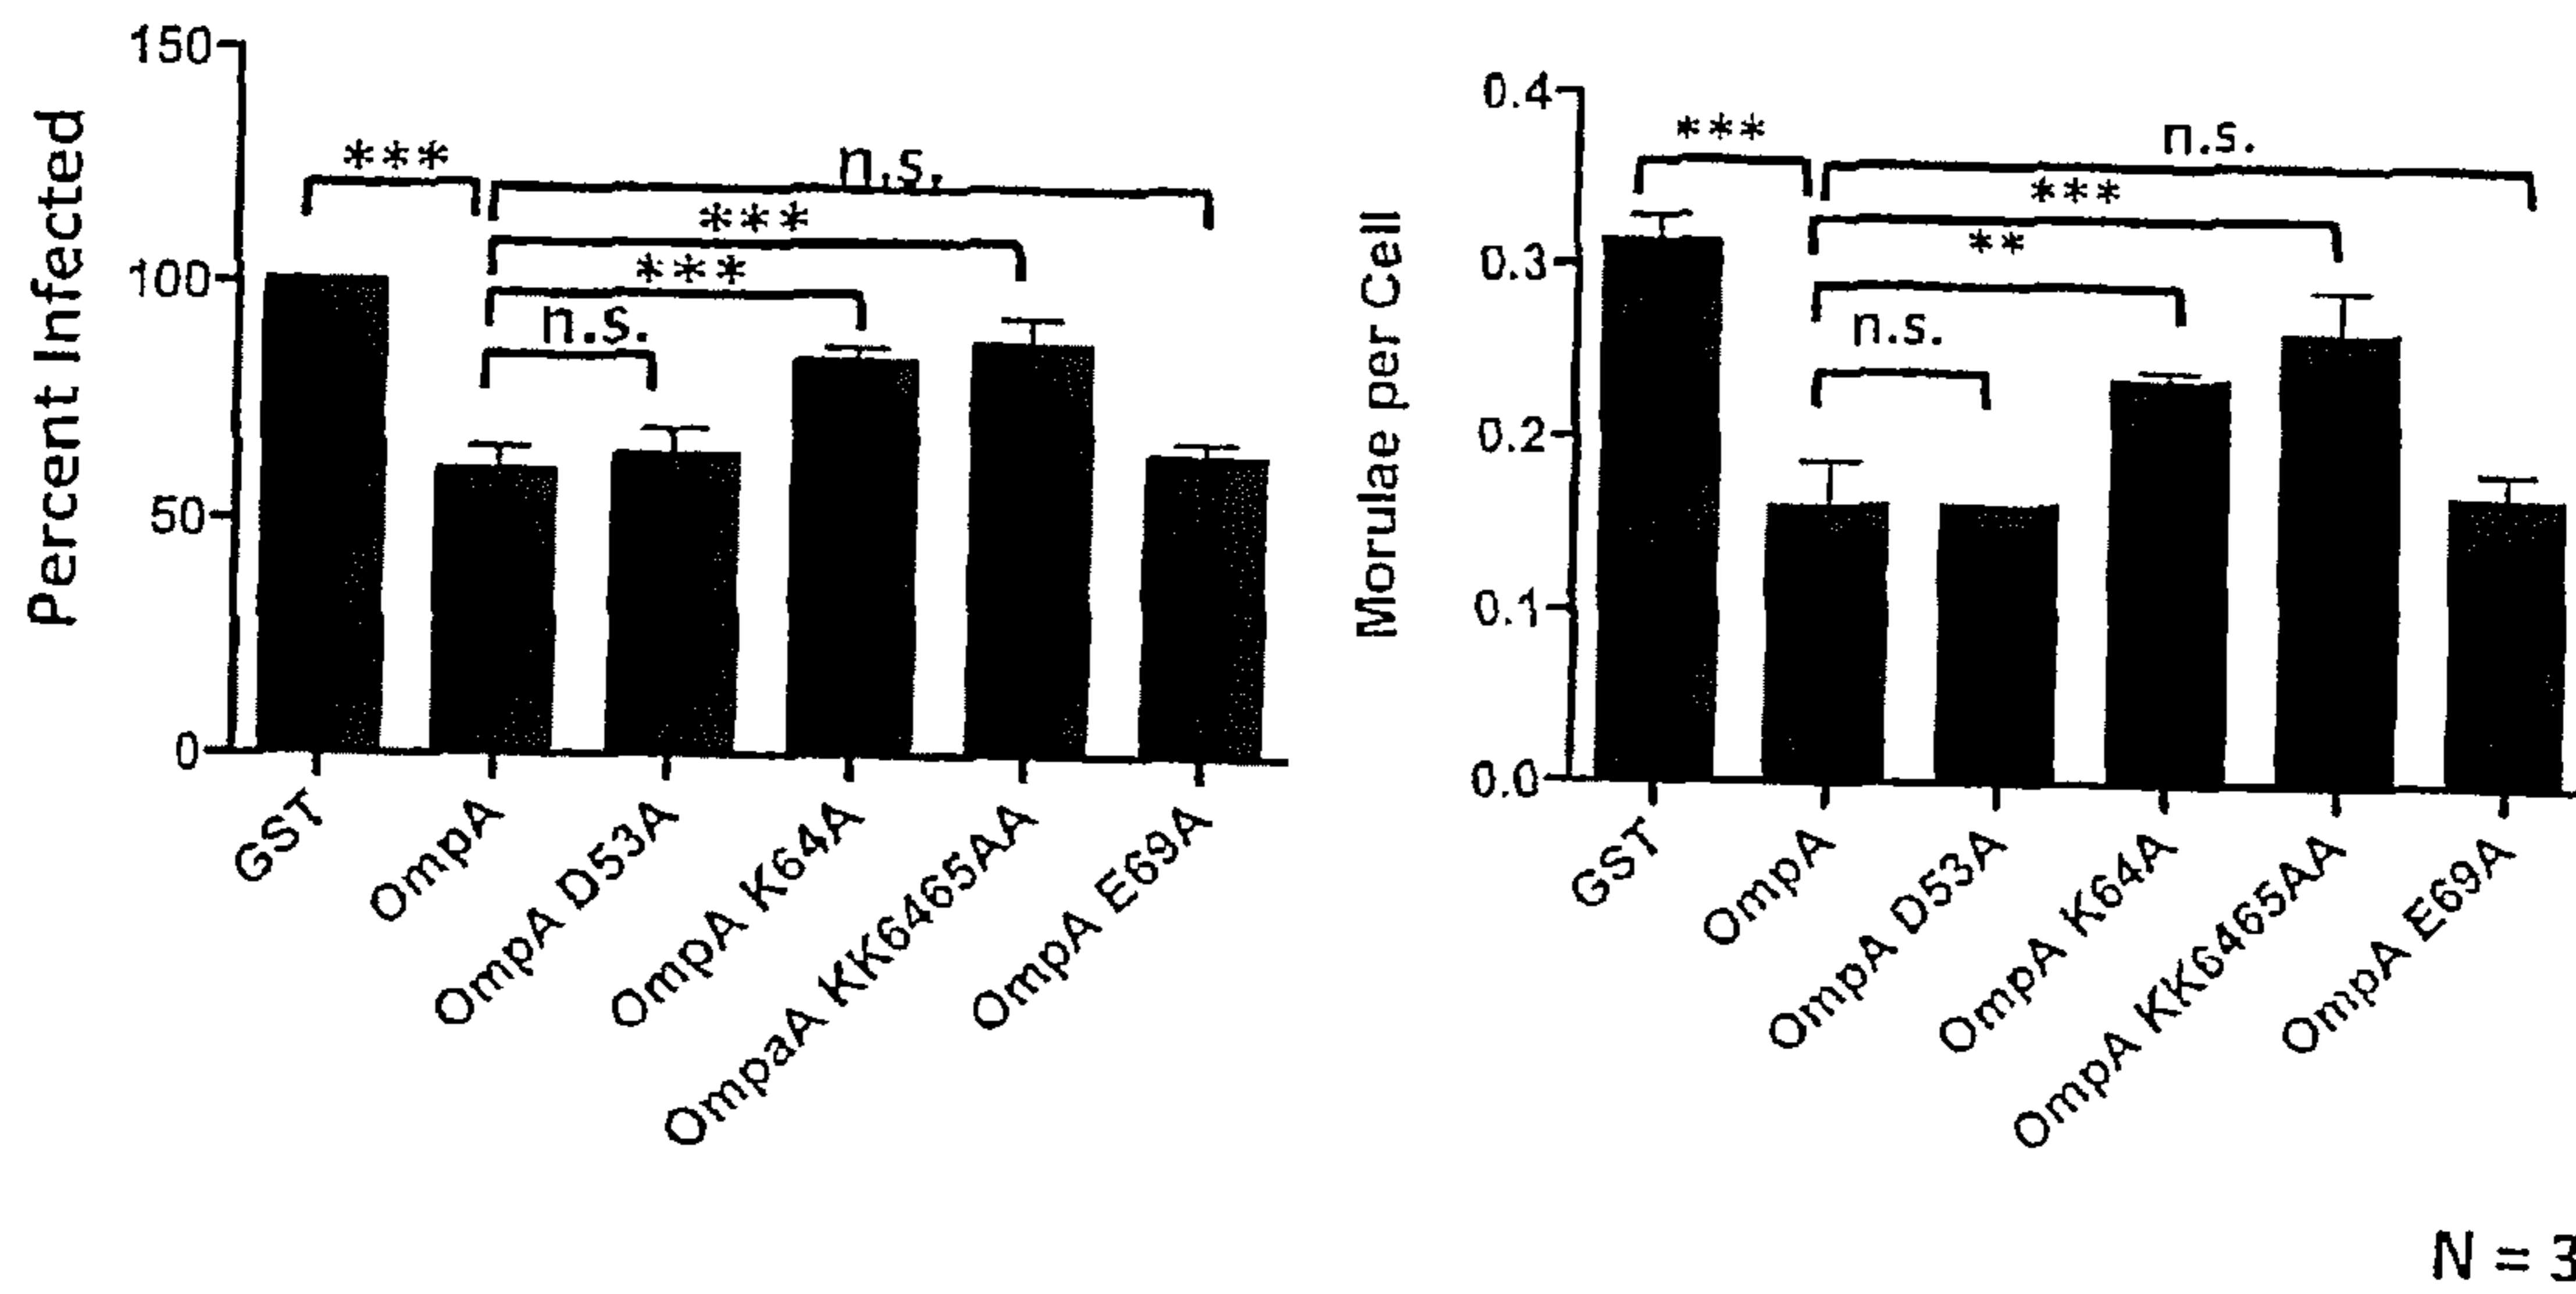 Percent Infected
150
100
50
0
***
n.s.
***
***
n.s.
GST
OmpA
OmpA D53A
OmpA K64A
OmpaA KK6465AA
OmpA E69A
Morulae per Cell
0.4
0.3
0.2
0.1
0.0
***
n.s.
***
**
n.s.
GST
OmpA
OmpA D53A
OmpA K64A
OmpA KK6465AA
OmpA E69A
N = 3